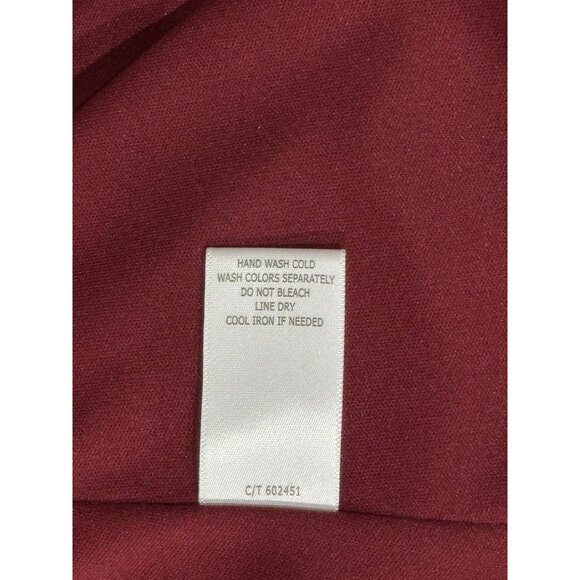 HAND WASH COLD
WASH COLORS SEPARATELY
DO NOT BLEACH
LINE DRY
COOL IRON IF NEEDED
C/T 602451